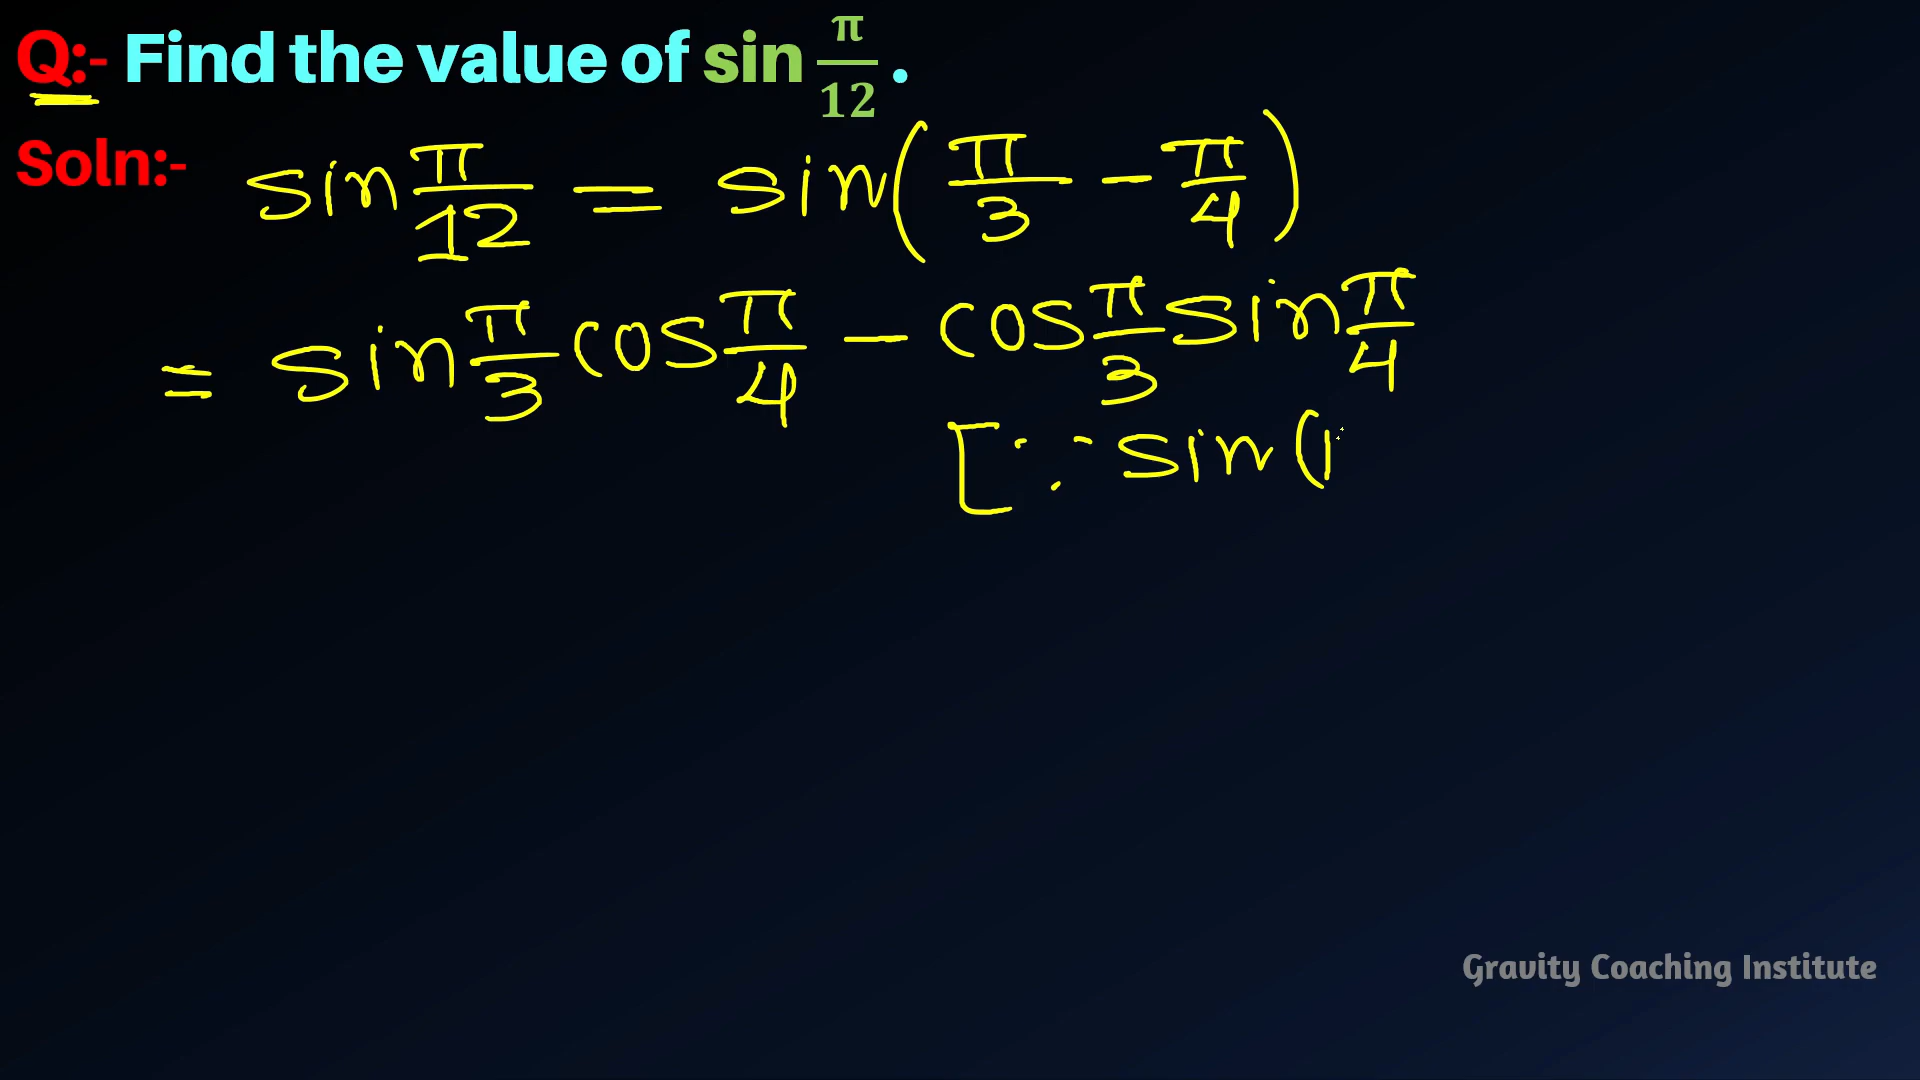 Q:- Find the value of sin π/12 .
Soln:- sin π/12 = sin(π/3 - π/4)
= sin π/3 cos π/4 - cos π/3 sin π/4
[∵ sin(
Gravity Coaching Institute